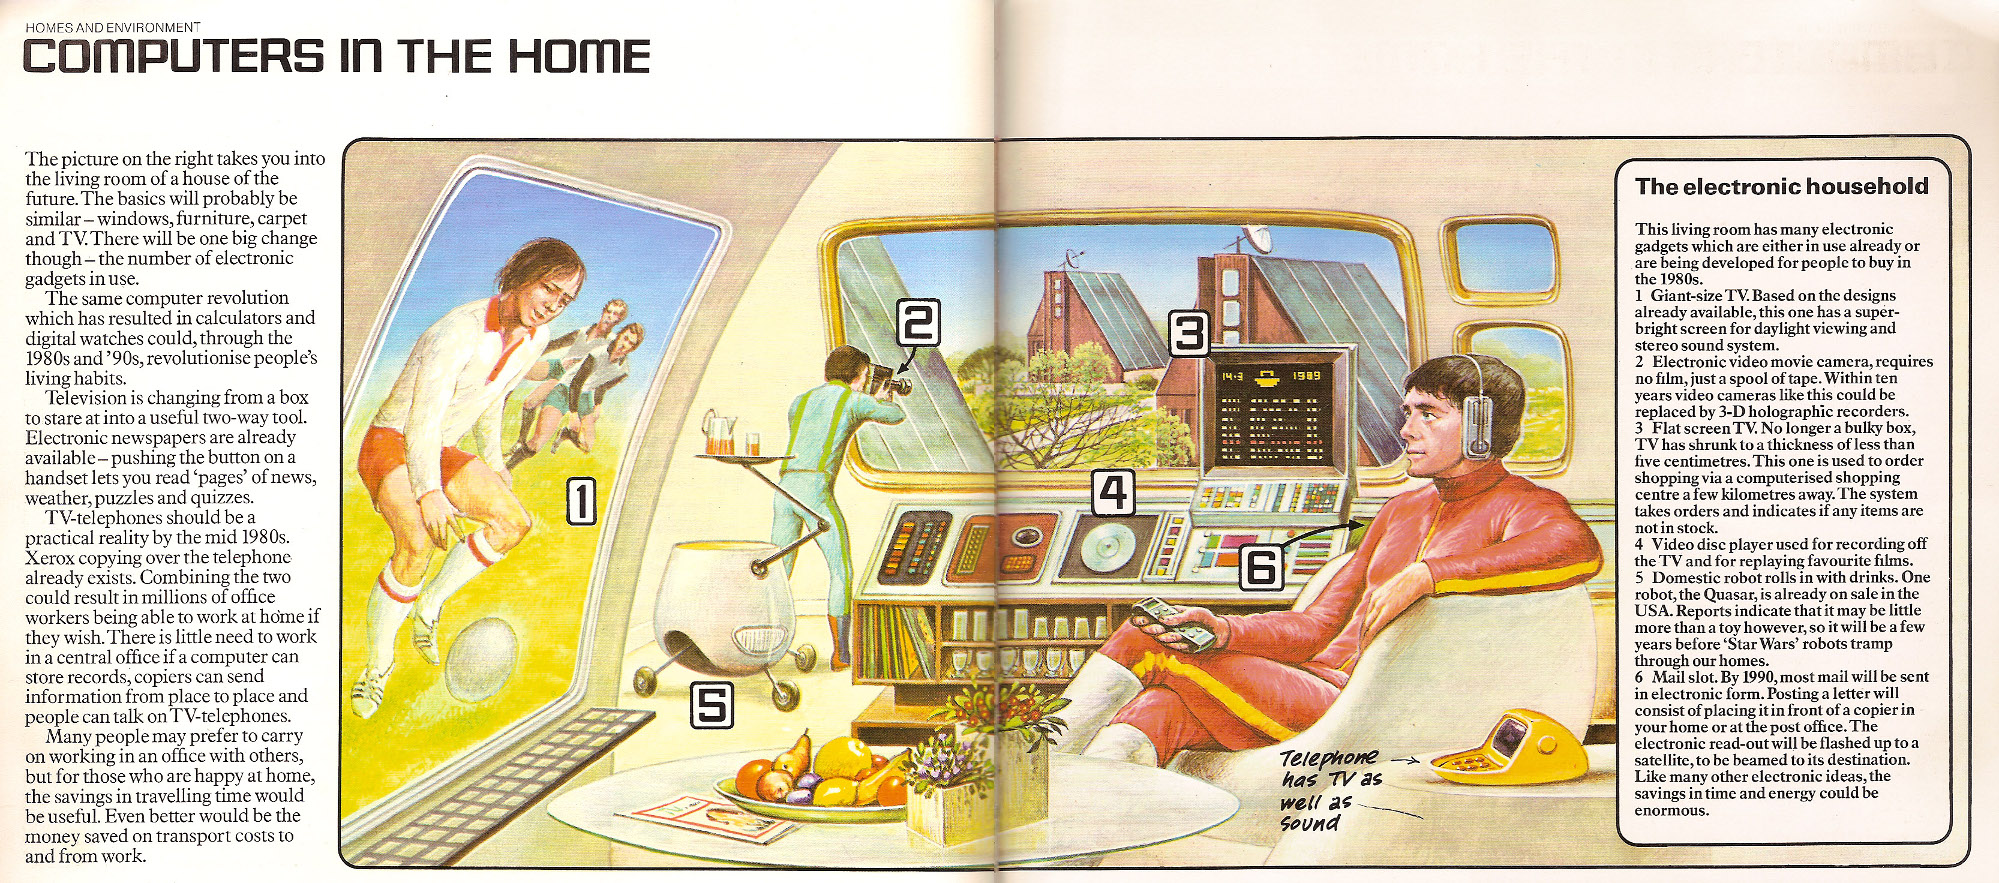 HOMES AND ENVIRONMENT
COMPUTERS IN THE HOME
The picture on the right takes you into
the living room of a house of the
future. The basics will probably be
similar – windows, furniture, carpet
and TV. There will be one big change
though – the number of electronic
gadgets in use.
The same computer revolution
which has resulted in calculators and
digital watches could, through the
1980s and '90s, revolutionise people's
living habits.
Television is changing from a box
to stare at into a useful two-way tool.
Electronic newspapers are already
available – pushing the button on a
handset lets you read 'pages' of news,
weather, puzzles and quizzes.
TV-telephones should be a
practical reality by the mid 1980s.
Xerox copying over the telephone
already exists. Combining the two
could result in millions of office
workers being able to work at home if
they wish. There is little need to work
in a central office if a computer can
store records, copiers can send
information from place to place and
people can talk on TV-telephones.
Many people may prefer to carry
on working in an office with others,
but for those who are happy at home,
the savings in travelling time would
be useful. Even better would be the
money saved on transport costs to
and from work.
1
2
3
14·3 1989
4
5
6
Telephone
has TV as
well as
sound
The electronic household
This living room has many electronic
gadgets which are either in use already or
are being developed for people to buy in
the 1980s.
1 Giant-size TV. Based on the designs
already available, this one has a super-
bright screen for daylight viewing and
stereo sound system.
2 Electronic video movie camera, requires
no film, just a spool of tape. Within ten
years video cameras like this could be
replaced by 3-D holographic recorders.
3 Flat screen TV. No longer a bulky box,
TV has shrunk to a thickness of less than
five centimetres. This one is used to order
shopping via a computerised shopping
centre a few kilometres away. The system
takes orders and indicates if any items are
not in stock.
4 Video disc player used for recording off
the TV and for replaying favourite films.
5 Domestic robot rolls in with drinks. One
robot, the Quasar, is already on sale in the
USA. Reports indicate that it may be little
more than a toy however, so it will be a few
years before 'Star Wars' robots tramp
through our homes.
6 Mail slot. By 1990, most mail will be sent
in electronic form. Posting a letter will
consist of placing it in front of a copier in
your home or at the post office. The
electronic read-out will be flashed up to a
satellite, to be beamed to its destination.
Like many other electronic ideas, the
savings in time and energy could be
enormous.